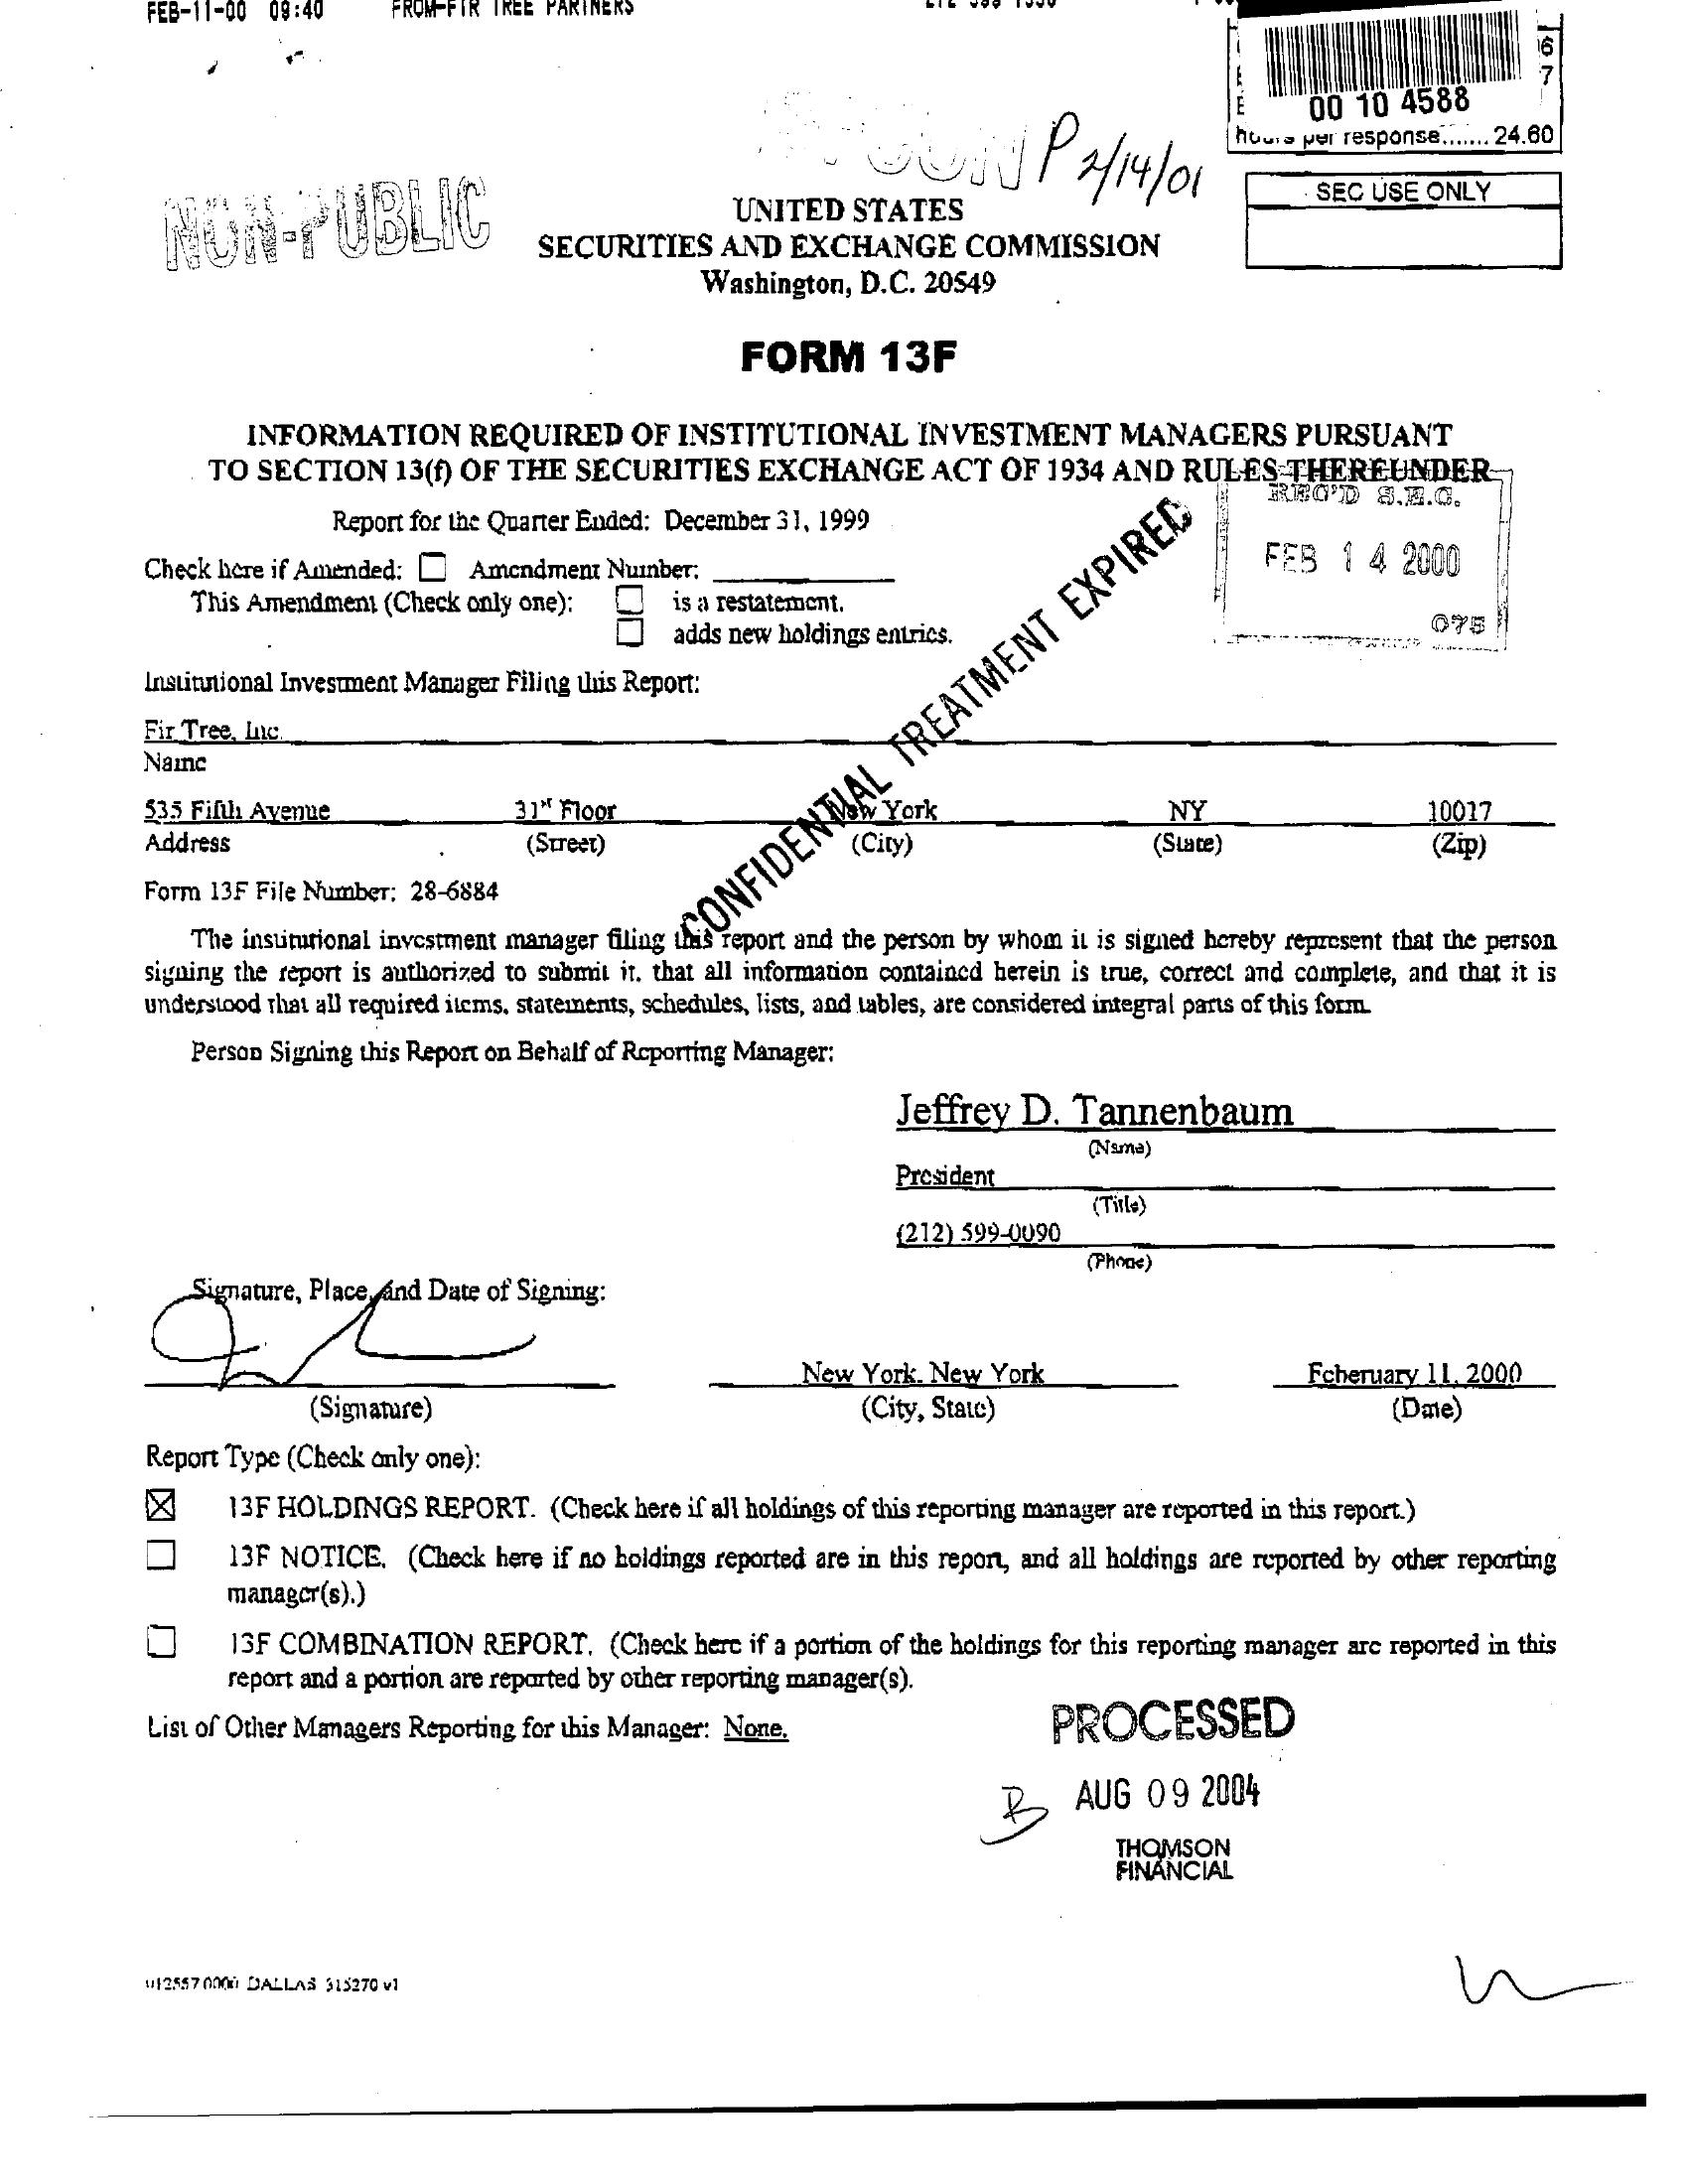 FEB-11-00 09:40 FROM-FIR TREE PARTNERS
00 10 4588
hours per response....... 24.60
P 2/14/01
SEC USE ONLY
NON-PUBLIC
UNITED STATES
SECURITIES AND EXCHANGE COMMISSION
Washington, D.C. 20549
FORM 13F
INFORMATION REQUIRED OF INSTITUTIONAL INVESTMENT MANAGERS PURSUANT
TO SECTION 13(f) OF THE SECURITIES EXCHANGE ACT OF 1934 AND RULES THEREUNDER
REC'D S.E.C.
FEB 14 2000
075
Report for the Quarter Ended: December 31, 1999
Check here if Amended: ☐ Amendment Number:
This Amendment (Check only one): ☐ is a restatement.
☐ adds new holdings entries.
CONFIDENTIAL TREATMENT EXPIRED
Institutional Investment Manager Filing this Report:
Fir Tree, Inc.
Name
535 Fifth Avenue 31st Floor New York NY 10017
Address (Street) (City) (State) (Zip)
Form 13F File Number: 28-6884
The institutional investment manager filing this report and the person by whom it is signed hereby represent that the person
signing the report is authorized to submit it, that all information contained herein is true, correct and complete, and that it is
understood that all required items, statements, schedules, lists, and tables, are considered integral parts of this form.
Person Signing this Report on Behalf of Reporting Manager:
Jeffrey D. Tannenbaum
(Name)
President
(Title)
(212) 599-0090
(Phone)
Signature, Place, and Date of Signing:
New York, New York Feberuary 11, 2000
(Signature) (City, State) (Date)
Report Type (Check only one):
☒ 13F HOLDINGS REPORT. (Check here if all holdings of this reporting manager are reported in this report.)
☐ 13F NOTICE. (Check here if no holdings reported are in this report, and all holdings are reported by other reporting
manager(s).)
☐ 13F COMBINATION REPORT. (Check here if a portion of the holdings for this reporting manager are reported in this
report and a portion are reported by other reporting manager(s).
List of Other Managers Reporting for this Manager: None.
PROCESSED
AUG 09 2004
THOMSON
FINANCIAL
DALLAS 315270 v1